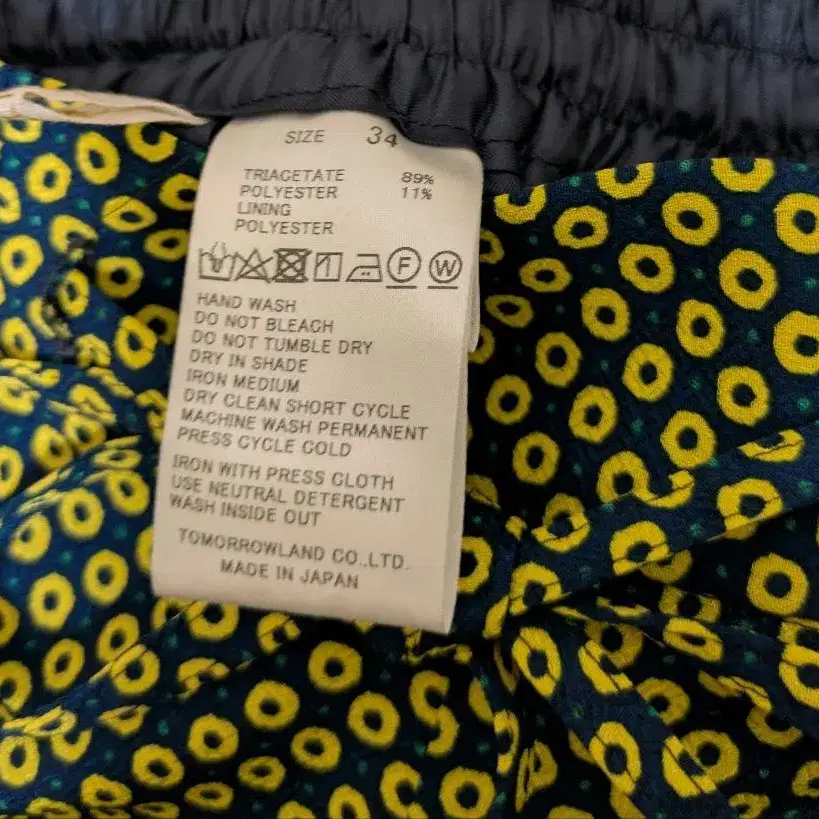 SIZE 34
TRIACETATE 89%
POLYESTER 11%
LINING
POLYESTER
F W
HAND WASH
DO NOT BLEACH
DO NOT TUMBLE DRY
DRY IN SHADE
IRON MEDIUM
DRY CLEAN SHORT CYCLE
MACHINE WASH PERMANENT
PRESS CYCLE COLD
IRON WITH PRESS CLOTH
USE NEUTRAL DETERGENT
WASH INSIDE OUT
TOMORROWLAND CO.,LTD.
MADE IN JAPAN